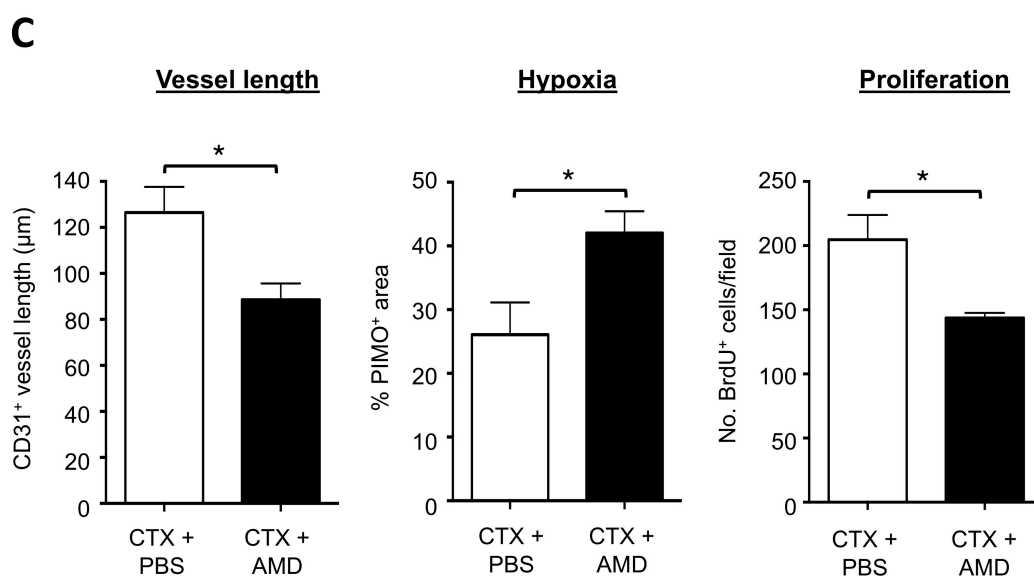 C
Vessel length
Hypoxia
Proliferation
*
*
*
CD31⁺ vessel length (μm)
140
120
100
80
60
40
20
0
CTX +
PBS
CTX +
AMD
% PIMO⁺ area
50
40
30
20
10
0
CTX +
PBS
CTX +
AMD
No. BrdU⁺ cells/field
250
200
150
100
50
0
CTX +
PBS
CTX +
AMD